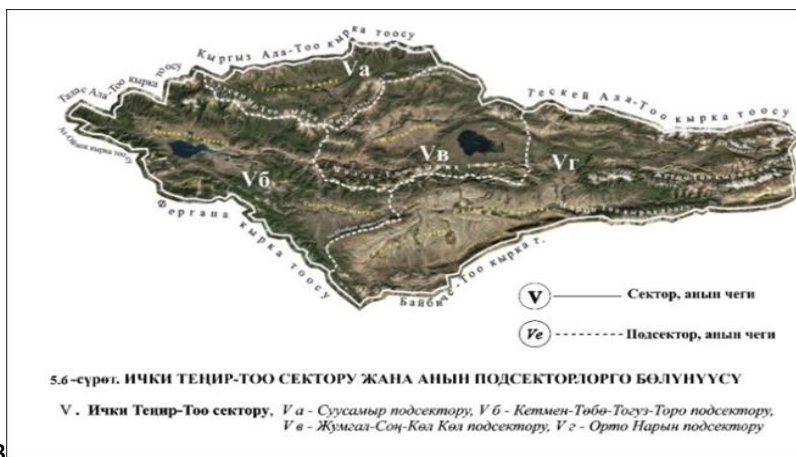 Кыргыз Ала-Тоо кырка тоосу
Талас Ала-Тоо кырка тоосу
Тескей Ала-Тоо кырка тоосу
Vа
Vв
Vг
Vб
Фергана кырка тоосу
Байбиче-Тоо кырка т.
V Сектор, анын чеги
Vе Подсектор, анын чеги
5.6-сүрөт. ИЧКИ ТЕҢИР-ТОО СЕКТОРУ ЖАНА АНЫН ПОДСЕКТОРЛОРГО БӨЛҮНҮҮСҮ
V. Ички Теңир-Тоо сектору, V а - Суусамыр подсектору, V б - Кетмен-Төбө-Тогуз-Торо подсектору,
V в - Жумгал-Соң-Көл Көл подсектору, V г - Орто Нарын подсектору